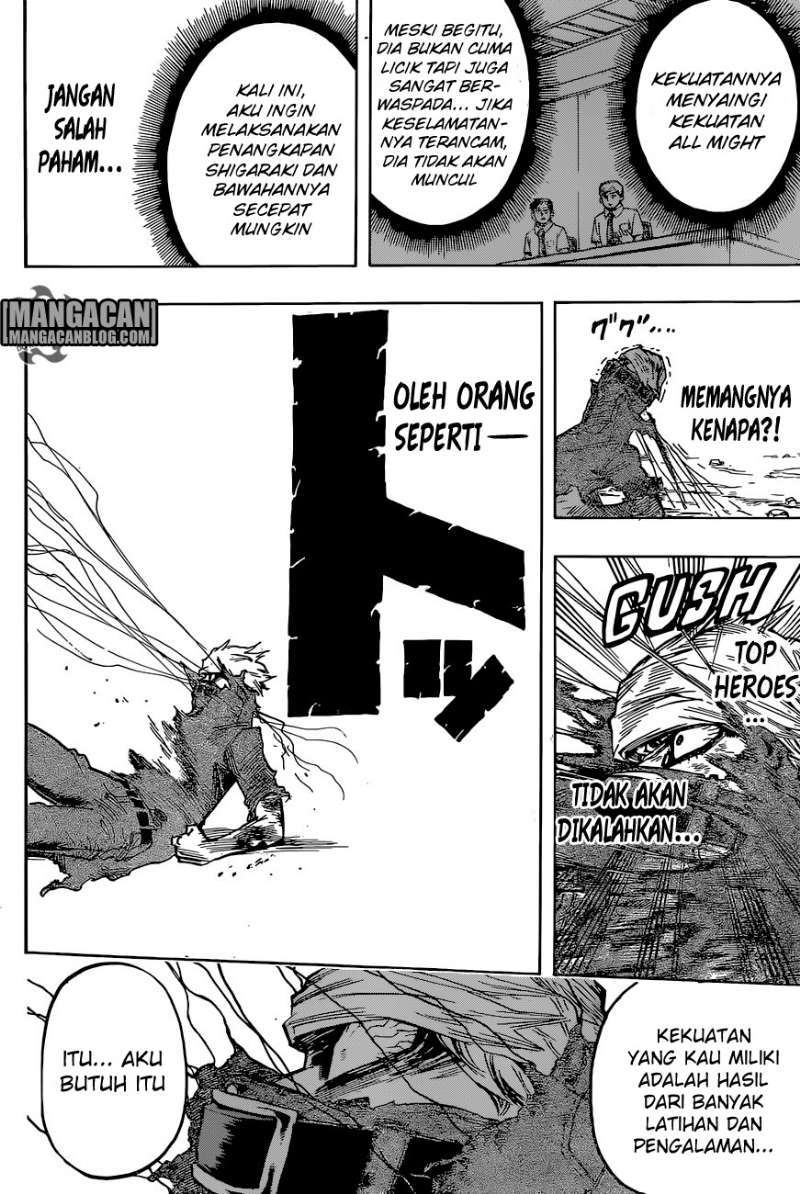 KEKUATANNYA
MENYAINGI
KEKUATAN
ALL MIGHT
MESKI BEGITU,
DIA BUKAN CUMA
LICIK TAPI JUGA
SANGAT BER-
WASPADA... JIKA
KESELAMATAN-
NYA TERANCAM,
DIA TIDAK AKAN
MUNCUL
KALI INI,
AKU INGIN
MELAKSANAKAN
PENANGKAPAN
SHIGARAKI DAN
BAWAHANNYA
SECEPAT
MUNGKIN
JANGAN
SALAH
PAHAM...
MANGACAN
MANGACANBLOG.COM
グググ...
MEMANGNYA
KENAPA?!
GUSH
TOP
HEROES
...
TIDAK AKAN
DIKALAHKAN...
OLEH ORANG
SEPERTI—
ドッ
KEKUATAN
YANG KAU MILIKI
ADALAH HASIL
DARI BANYAK
LATIHAN DAN
PENGALAMAN...
ITU... AKU
BUTUH ITU